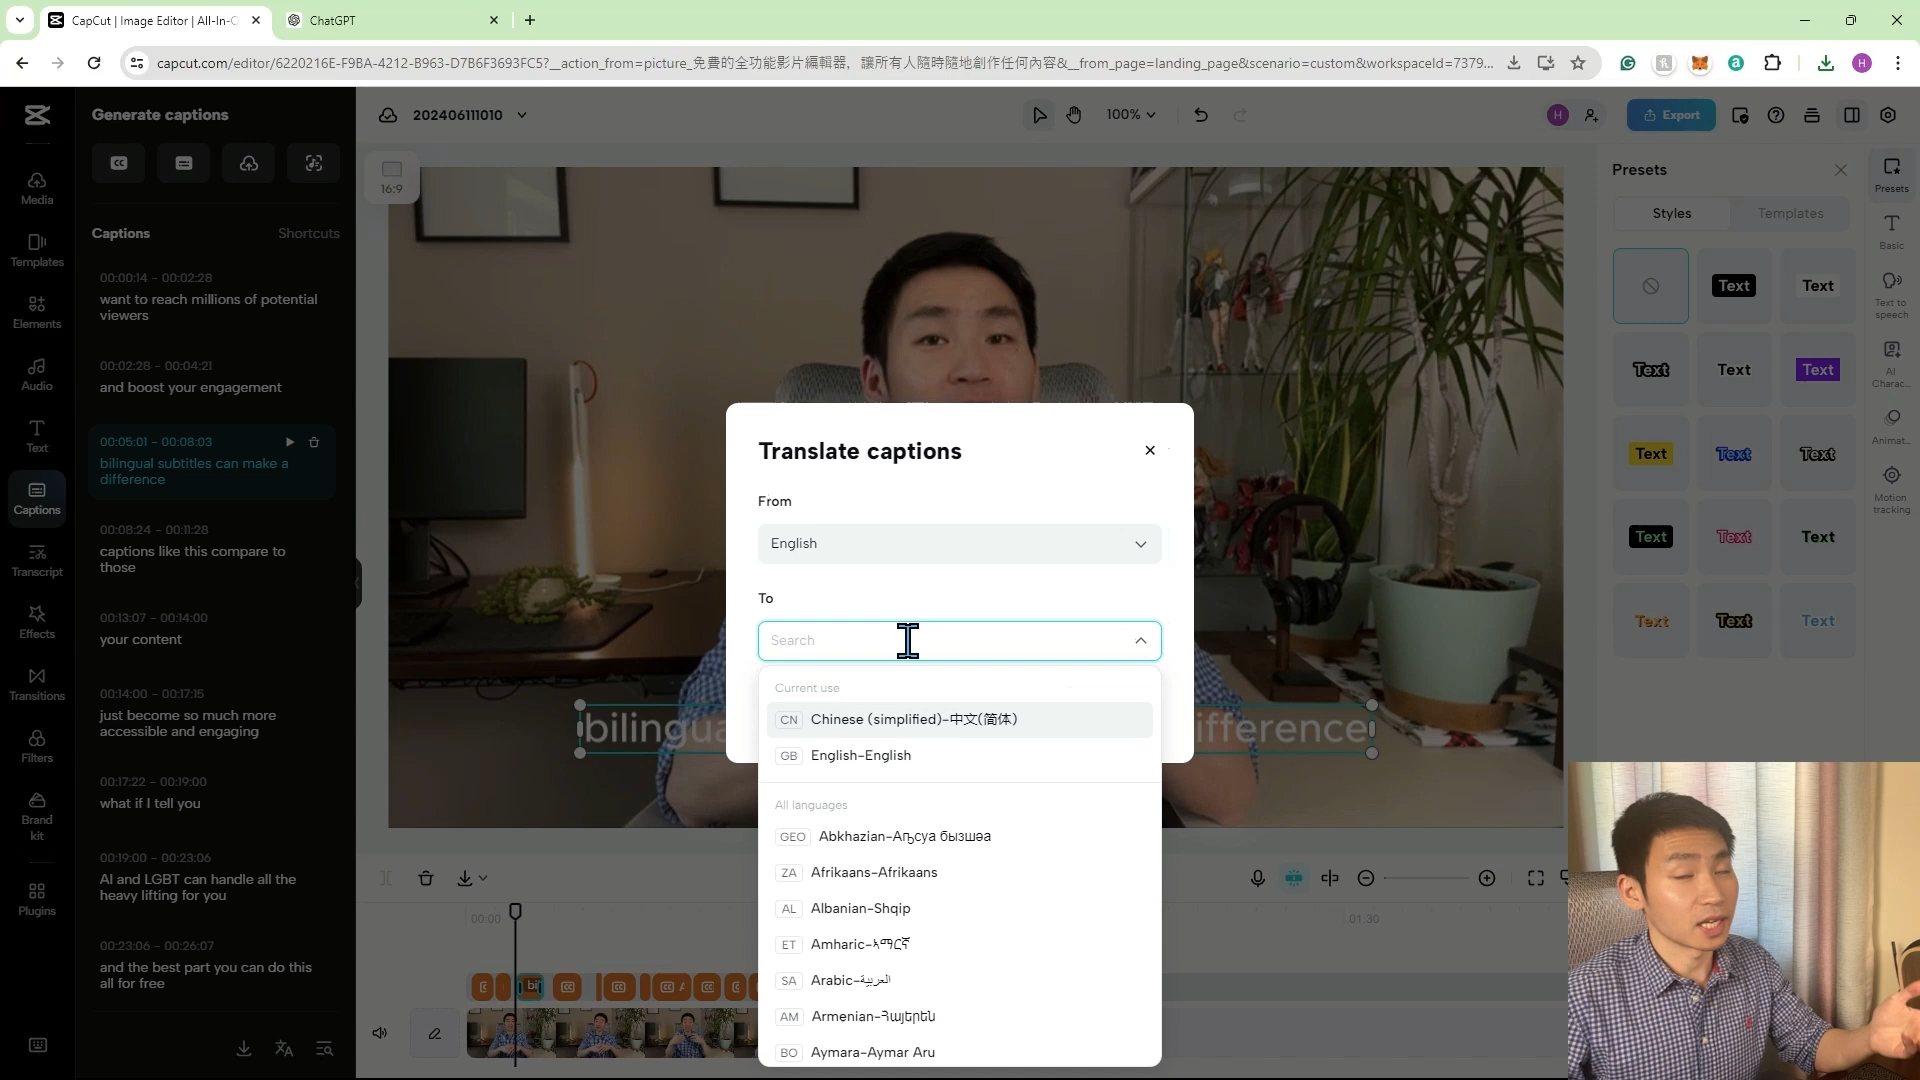 CapCut | Image Editor | All-In-O
ChatGPT
capcut.com/editor/6220216E-F9BA-4212-B963-D7B6F3693FC5?__action_from=picture_免費的全功能影片編輯器，讓所有人隨時隨地創作任何內容&__from_page=landing_page&scenario=custom&workspaceId=7379...
H
Generate captions
202406111010
100%
H
Export
Media
Templates
Elements
Audio
Text
Captions
Transcript
Effects
Transitions
Filters
Brand
kit
Plugins
Captions
Shortcuts
00:00:14 – 00:02:28
want to reach millions of potential
viewers
00:02:28 – 00:04:21
and boost your engagement
00:05:01 – 00:08:03
bilingual subtitles can make a
difference
00:08:24 – 00:11:28
captions like this compare to
those
00:13:07 – 00:14:00
your content
00:14:00 – 00:17:15
just become so much more
accessible and engaging
00:17:22 – 00:19:00
what if I tell you
00:19:00 – 00:23:06
AI and LGBT can handle all the
heavy lifting for you
00:23:06 – 00:26:07
and the best part you can do this
all for free
16:9
bilingua
ifference
Translate captions
From
English
To
Search
Current use
CN Chinese (simplified)-中文(简体)
GB English-English
All languages
GEO Abkhazian-Аҧсуа бызшәа
ZA Afrikaans-Afrikaans
AL Albanian-Shqip
ET Amharic-አማርኛ
SA Arabic-العربية
AM Armenian-Հայերեն
BO Aymara-Aymar Aru
Presets
Styles
Templates
Text Text
Text Text Text
Text Text Text
Text Text Text
Text Text Text
Presets
Basic
Text to
speech
AI
Charac...
Animat...
Motion
tracking
00:00
01:30
bi